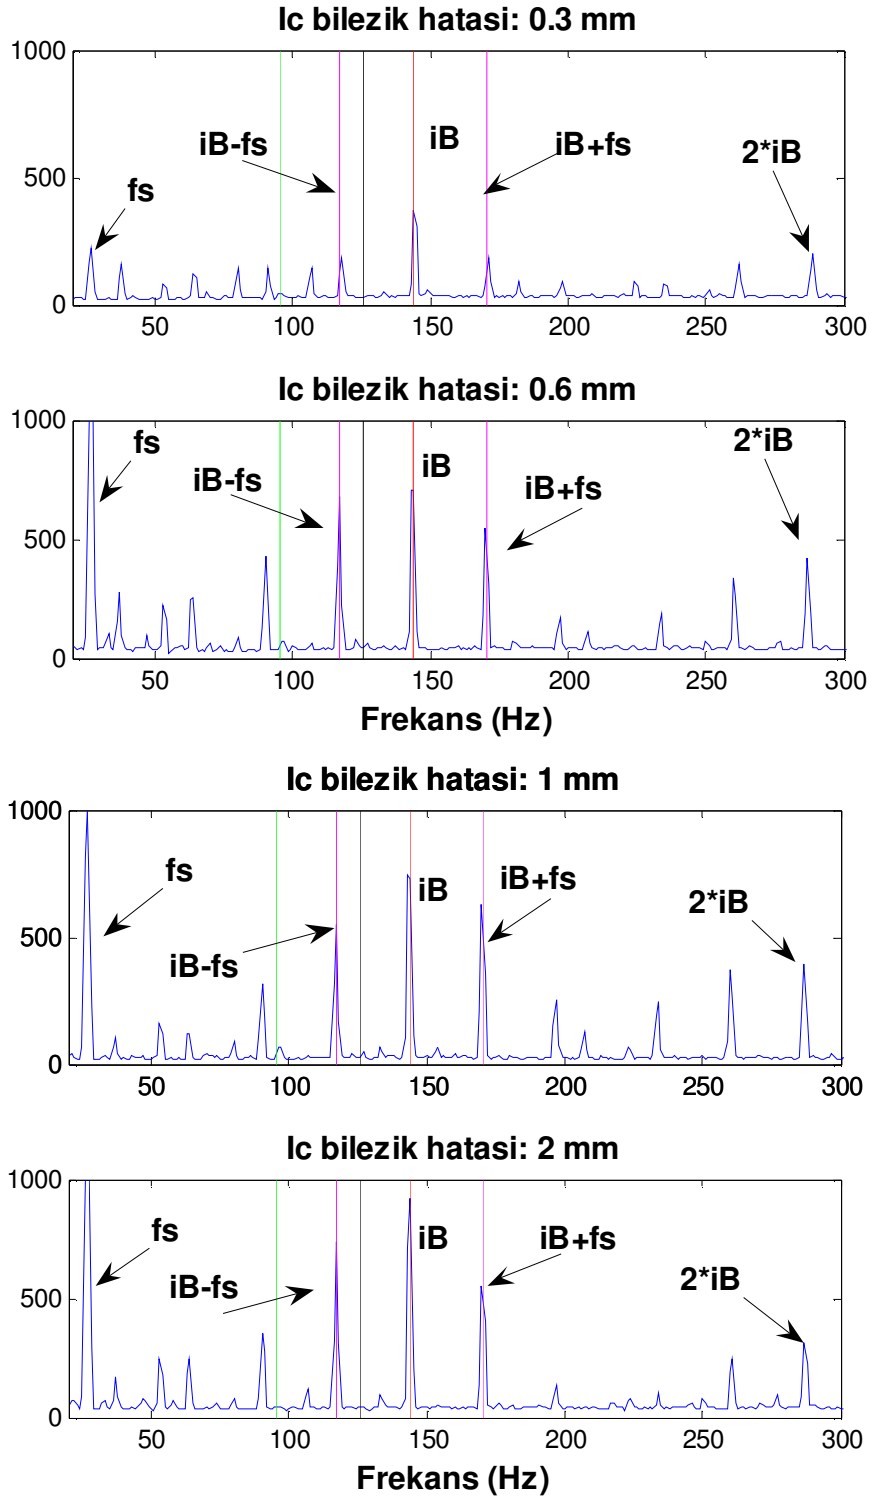 Ic bilezik hatasi: 0.3 mm
1000
iB
iB-fs
iB+fs
2*iB
500
fs
0
50 100 150 200 250 300
Ic bilezik hatasi: 0.6 mm
1000
fs
2*iB
iB
iB-fs
iB+fs
500
0
50 100 150 200 250 300
Frekans (Hz)
Ic bilezik hatasi: 1 mm
1000
fs
iB+fs
iB
2*iB
500
iB-fs
0
50 100 150 200 250 300
Ic bilezik hatasi: 2 mm
1000
fs
iB
iB+fs
iB-fs
2*iB
500
0
50 100 150 200 250 300
Frekans (Hz)